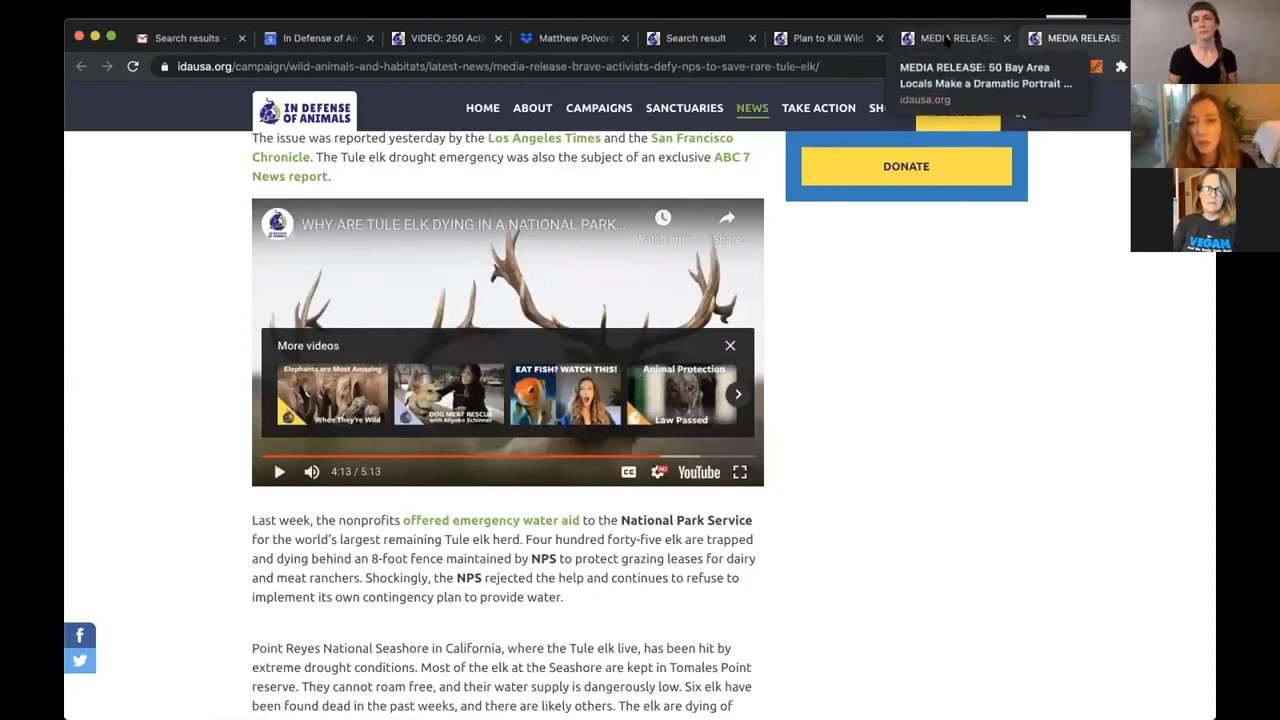 Search results -
In Defense of An
VIDEO: 250 Acti
Matthew Polvoro
Search result
Plan to Kill Wild
MEDIA RELEASE
MEDIA RELEASE
idausa.org/campaign/wild-animals-and-habitats/latest-news/media-release-brave-activists-defy-nps-to-save-rare-tule-elk/
MEDIA RELEASE: 50 Bay Area
Locals Make a Dramatic Portrait ...
idausa.org
IN DEFENSE
OF ANIMALS
HOME ABOUT CAMPAIGNS SANCTUARIES NEWS TAKE ACTION SH
The issue was reported yesterday by the Los Angeles Times and the San Francisco
Chronicle. The Tule elk drought emergency was also the subject of an exclusive ABC 7
News report.
DONATE
WHY ARE TULE ELK DYING IN A NATIONAL PARK...
Watch later
Share
More videos
Elephants are Most Amazing
When They're Wild
DOG MEAT RESCUE
with Miyoko Schinner
EAT FISH? WATCH THIS!
Animal Protection
Law Passed
4:13 / 5:13
CC
HD
YouTube
Last week, the nonprofits offered emergency water aid to the National Park Service
for the world's largest remaining Tule elk herd. Four hundred forty-five elk are trapped
and dying behind an 8-foot fence maintained by NPS to protect grazing leases for dairy
and meat ranchers. Shockingly, the NPS rejected the help and continues to refuse to
implement its own contingency plan to provide water.
Point Reyes National Seashore in California, where the Tule elk live, has been hit by
extreme drought conditions. Most of the elk at the Seashore are kept in Tomales Point
reserve. They cannot roam free, and their water supply is dangerously low. Six elk have
been found dead in the past weeks, and there are likely others. The elk are dying of
VEGAN